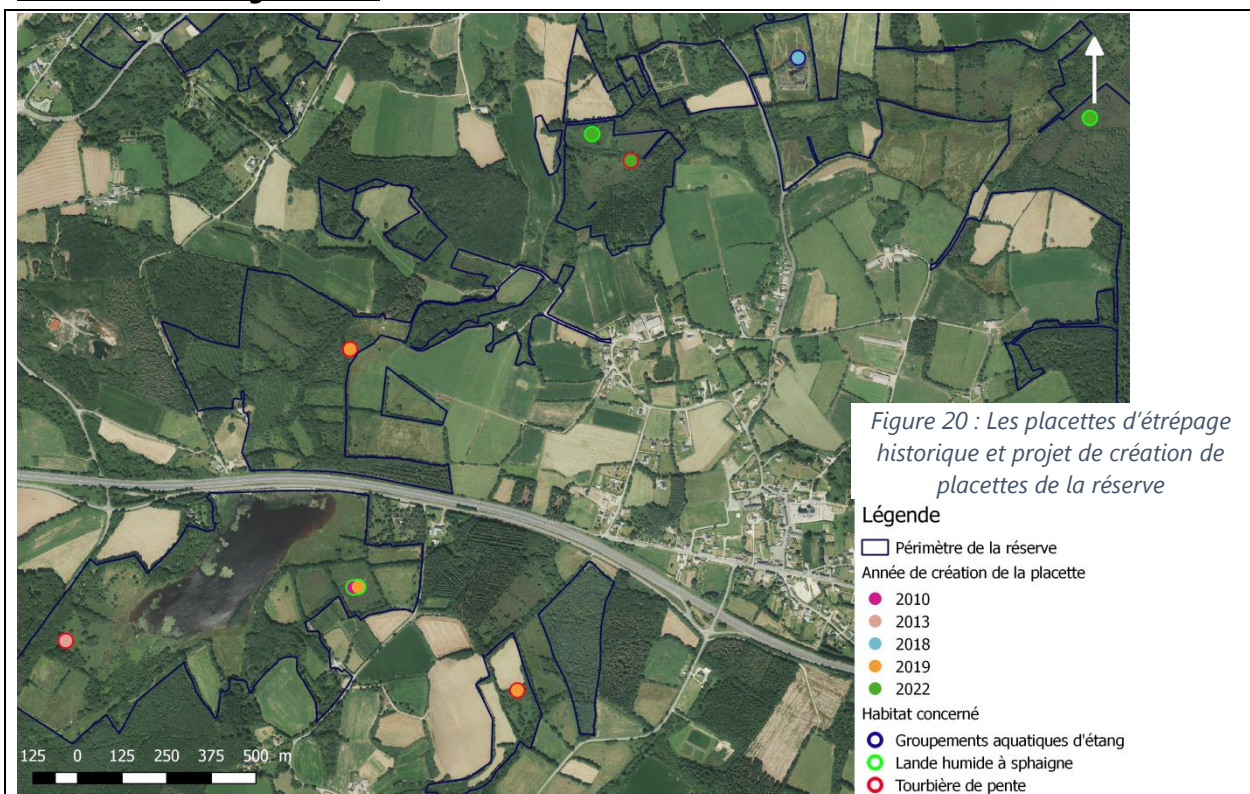 Figure 20 : Les placettes d'étrépage
historique et projet de création de
placettes de la réserve
Légende
Périmètre de la réserve
Année de création de la placette
2010
2013
2018
2019
2022
Habitat concerné
Groupements aquatiques d'étang
Lande humide à sphaigne
Tourbière de pente
125 0 125 250 375 500 m